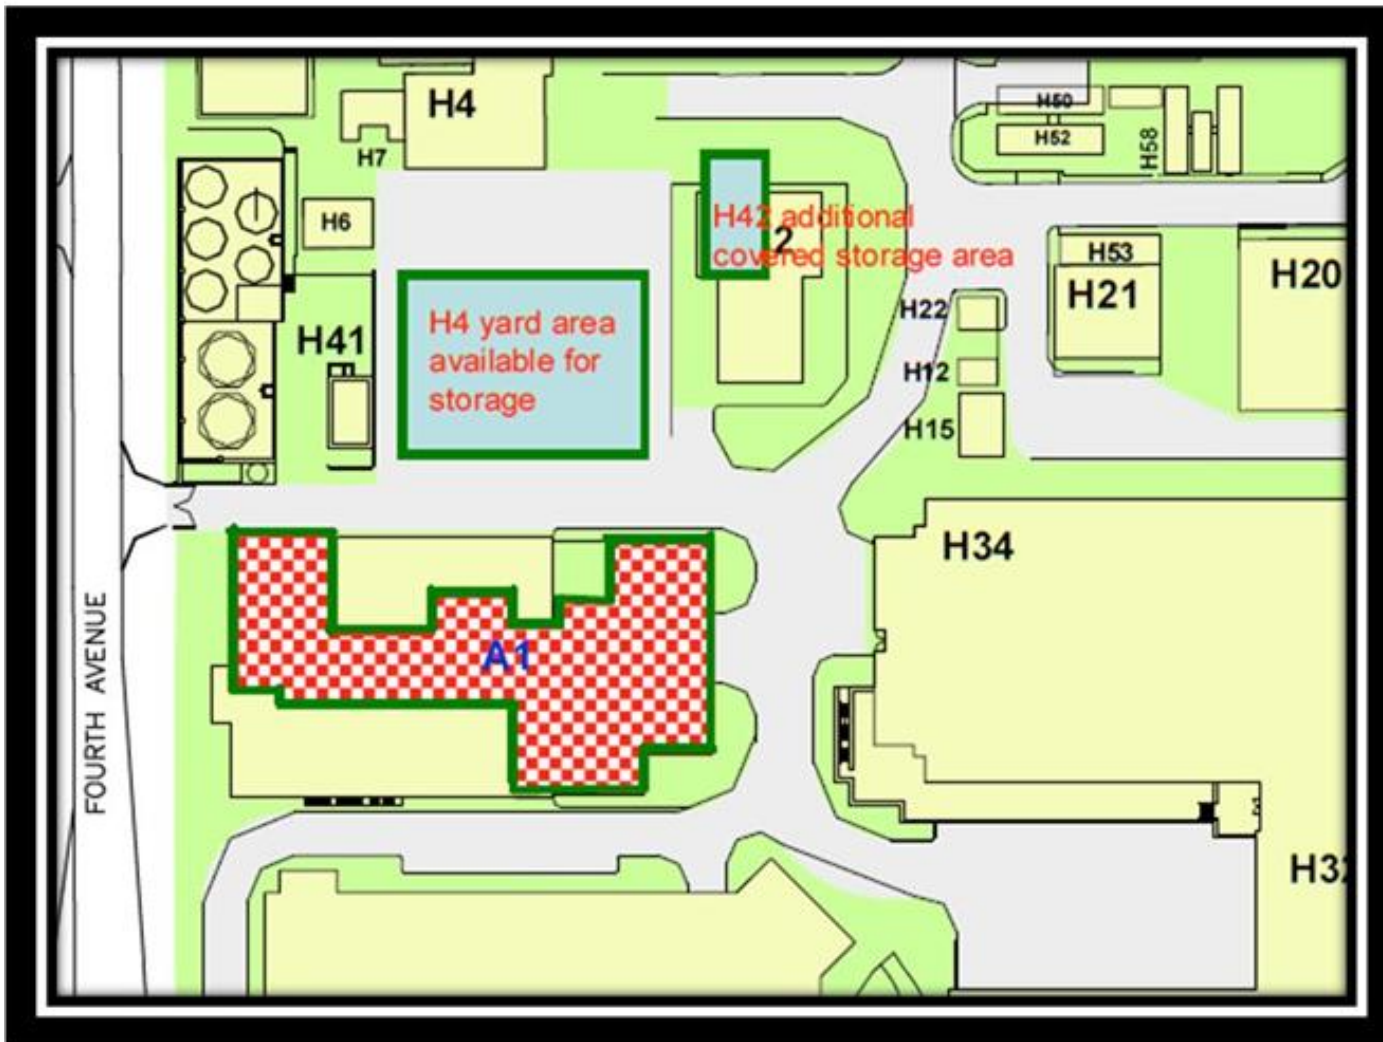 H4
H50
H52
H58
H7
H6
H42 additional
covered storage area
2
H53
H20
H21
H22
H41
H4 yard area
available for
storage
H12
H15
H34
A1
FOURTH AVENUE
H32